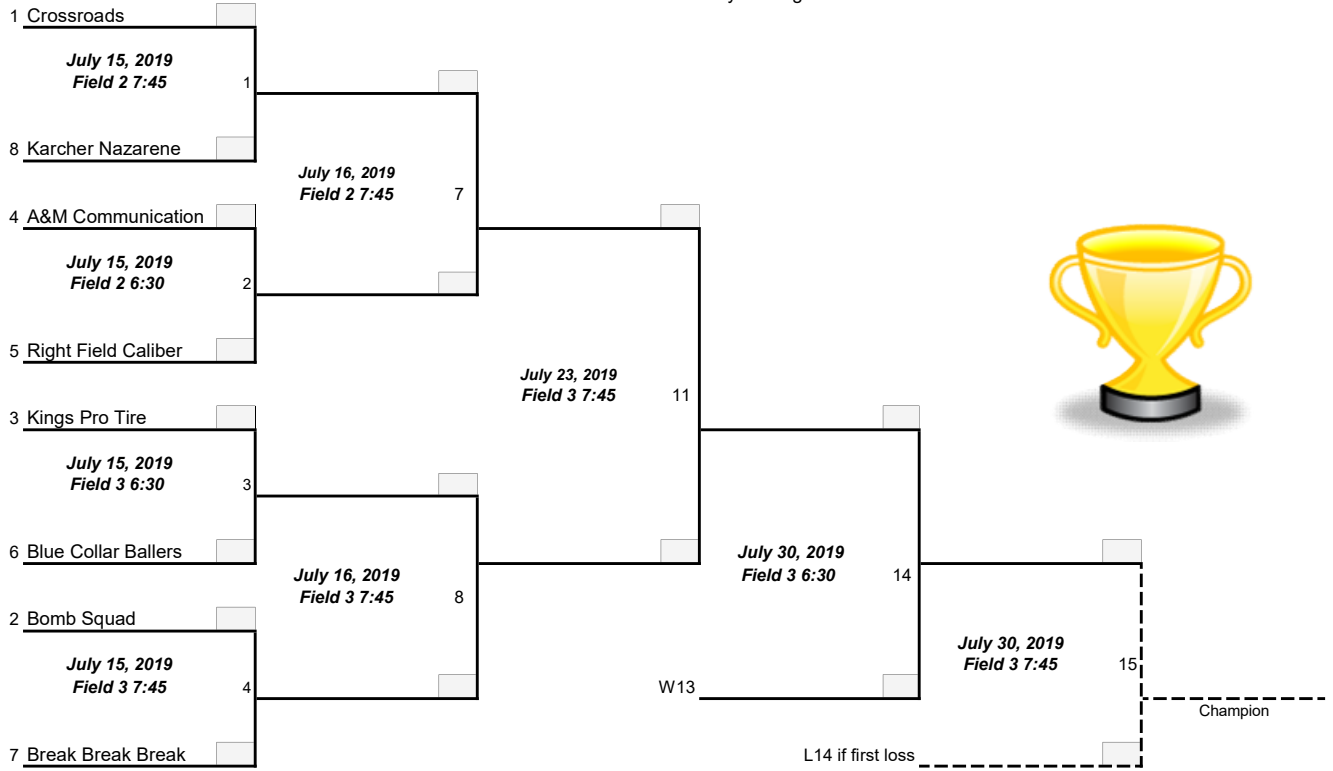 1 Crossroads
July 15, 2019
Field 2 7:45
1
8 Karcher Nazarene
July 16, 2019
Field 2 7:45
7
4 A&M Communication
July 15, 2019
Field 2 6:30
2
5 Right Field Caliber
July 23, 2019
Field 3 7:45
11
3 Kings Pro Tire
July 15, 2019
Field 3 6:30
3
6 Blue Collar Ballers
July 16, 2019
Field 3 7:45
8
July 30, 2019
Field 3 6:30
14
2 Bomb Squad
July 15, 2019
Field 3 7:45
4
July 30, 2019
Field 3 7:45
15
W13
Champion
7 Break Break Break
L14 if first loss